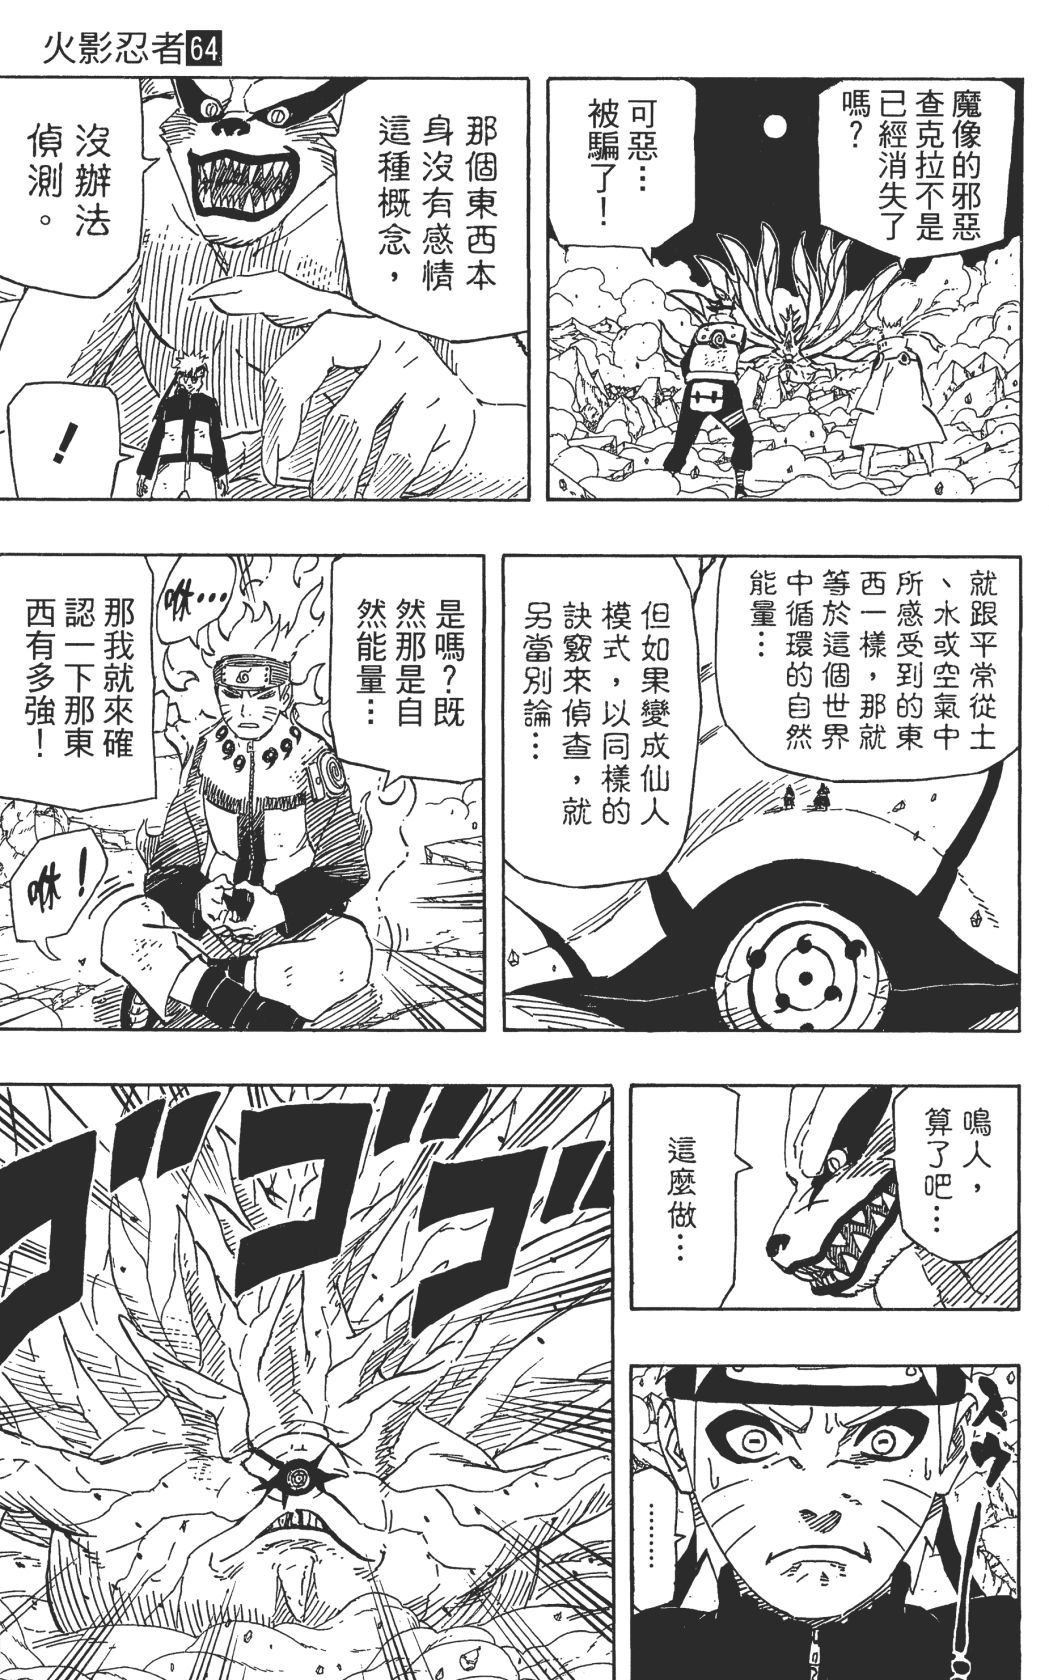 火影忍者64
魔像的邪惡
查克拉不是
已經消失了
嗎?
可惡…
被騙了!
那個東西本
身沒有感情
這種概念,
沒辦法
偵測。
!
就跟平常從土
、水或空氣中
所感受到的東
西一樣,那就
等於這個世界
中循環的自然
能量…
但如果變成仙人
模式,以同樣的
訣竅來偵查,就
另當別論…
是嗎?既
然那是自
然能量…
咻…
那我就來確
認一下那東
西有多強!
咻!
鳴人,
算了吧…
這麼做…
………
ズク
ゴゴゴ